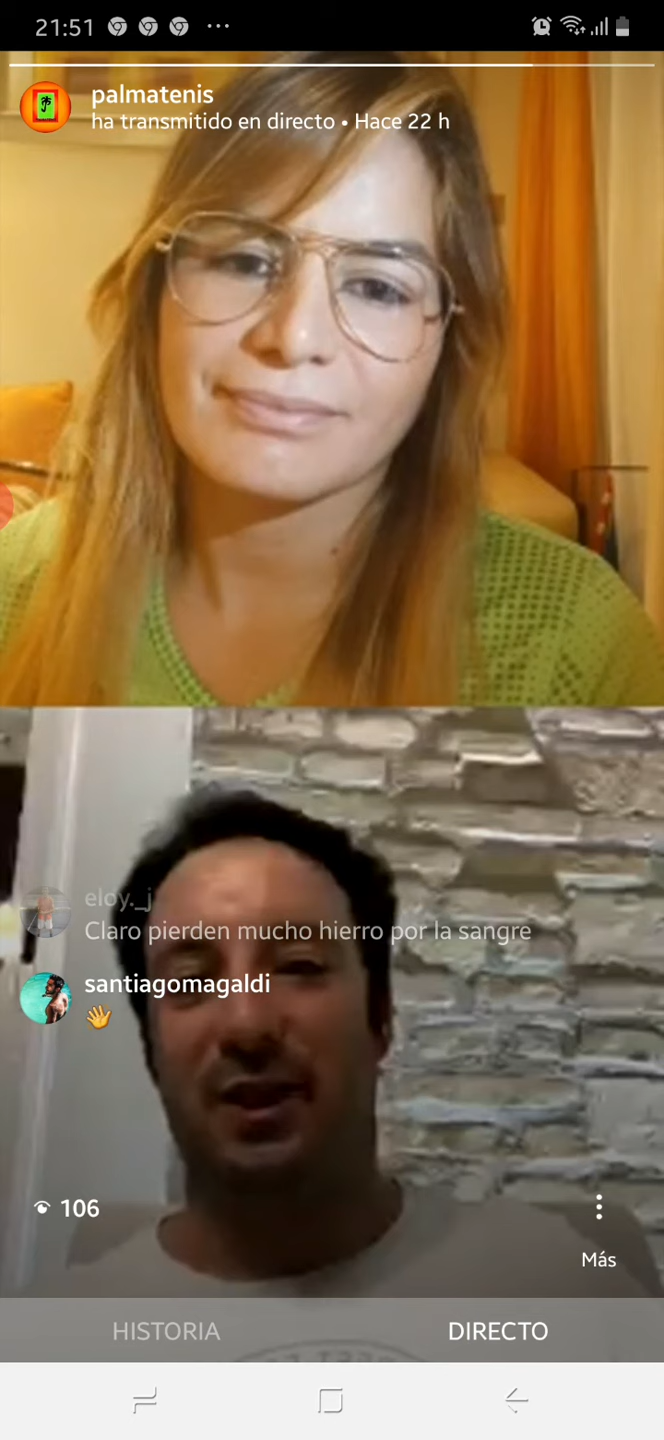 21:51
palmatenis
ha transmitido en directo • Hace 22 h
eloy._j
Claro pierden mucho hierro por la sangre
santiagomagaldi
👋
106
Más
HISTORIA
DIRECTO